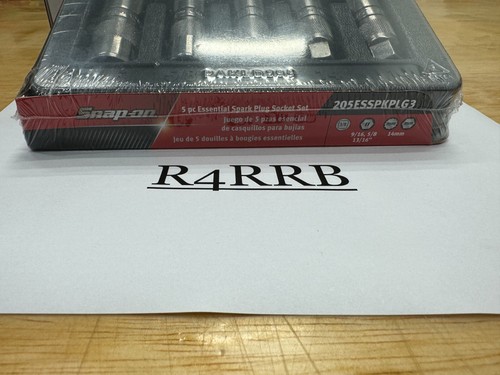 Snap-on
5 pc Essential Spark Plug Socket Set
Juego de 5 pzas esencial
de casquillos para bujías
Jeu de 5 douilles à bougies essentielles
205ESSPKPLG3
9/16, 5/8
13/16"
14mm
R4RRB